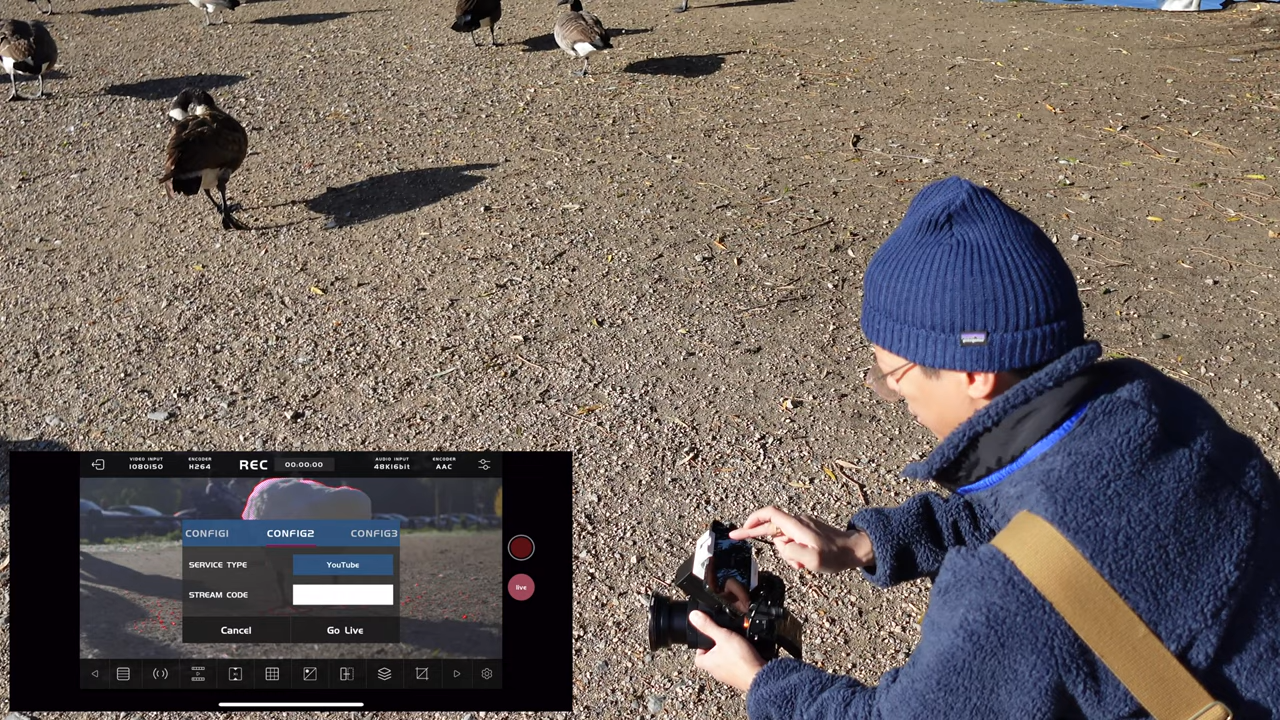 VIDEO INPUT
1080i50
ENCODER
H264
REC
00:00:00
AUDIO INPUT
48K16bit
ENCODER
AAC
CONFIG1
CONFIG2
CONFIG3
SERVICE TYPE
YouTube
STREAM CODE
Cancel
Go Live
live